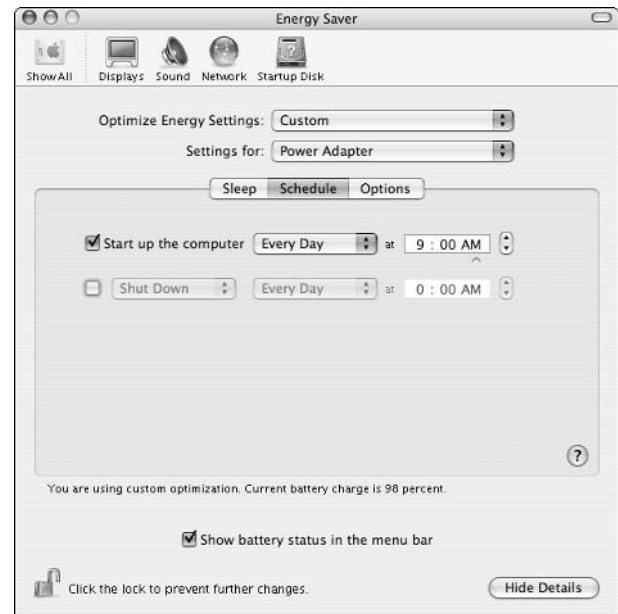 Energy Saver
Show All Displays Sound Network Startup Disk
Optimize Energy Settings: Custom
Settings for: Power Adapter
Sleep Schedule Options
Start up the computer Every Day at 9 : 00 AM
Shut Down Every Day at 0 : 00 AM
?
You are using custom optimization. Current battery charge is 98 percent.
Show battery status in the menu bar
Click the lock to prevent further changes. Hide Details